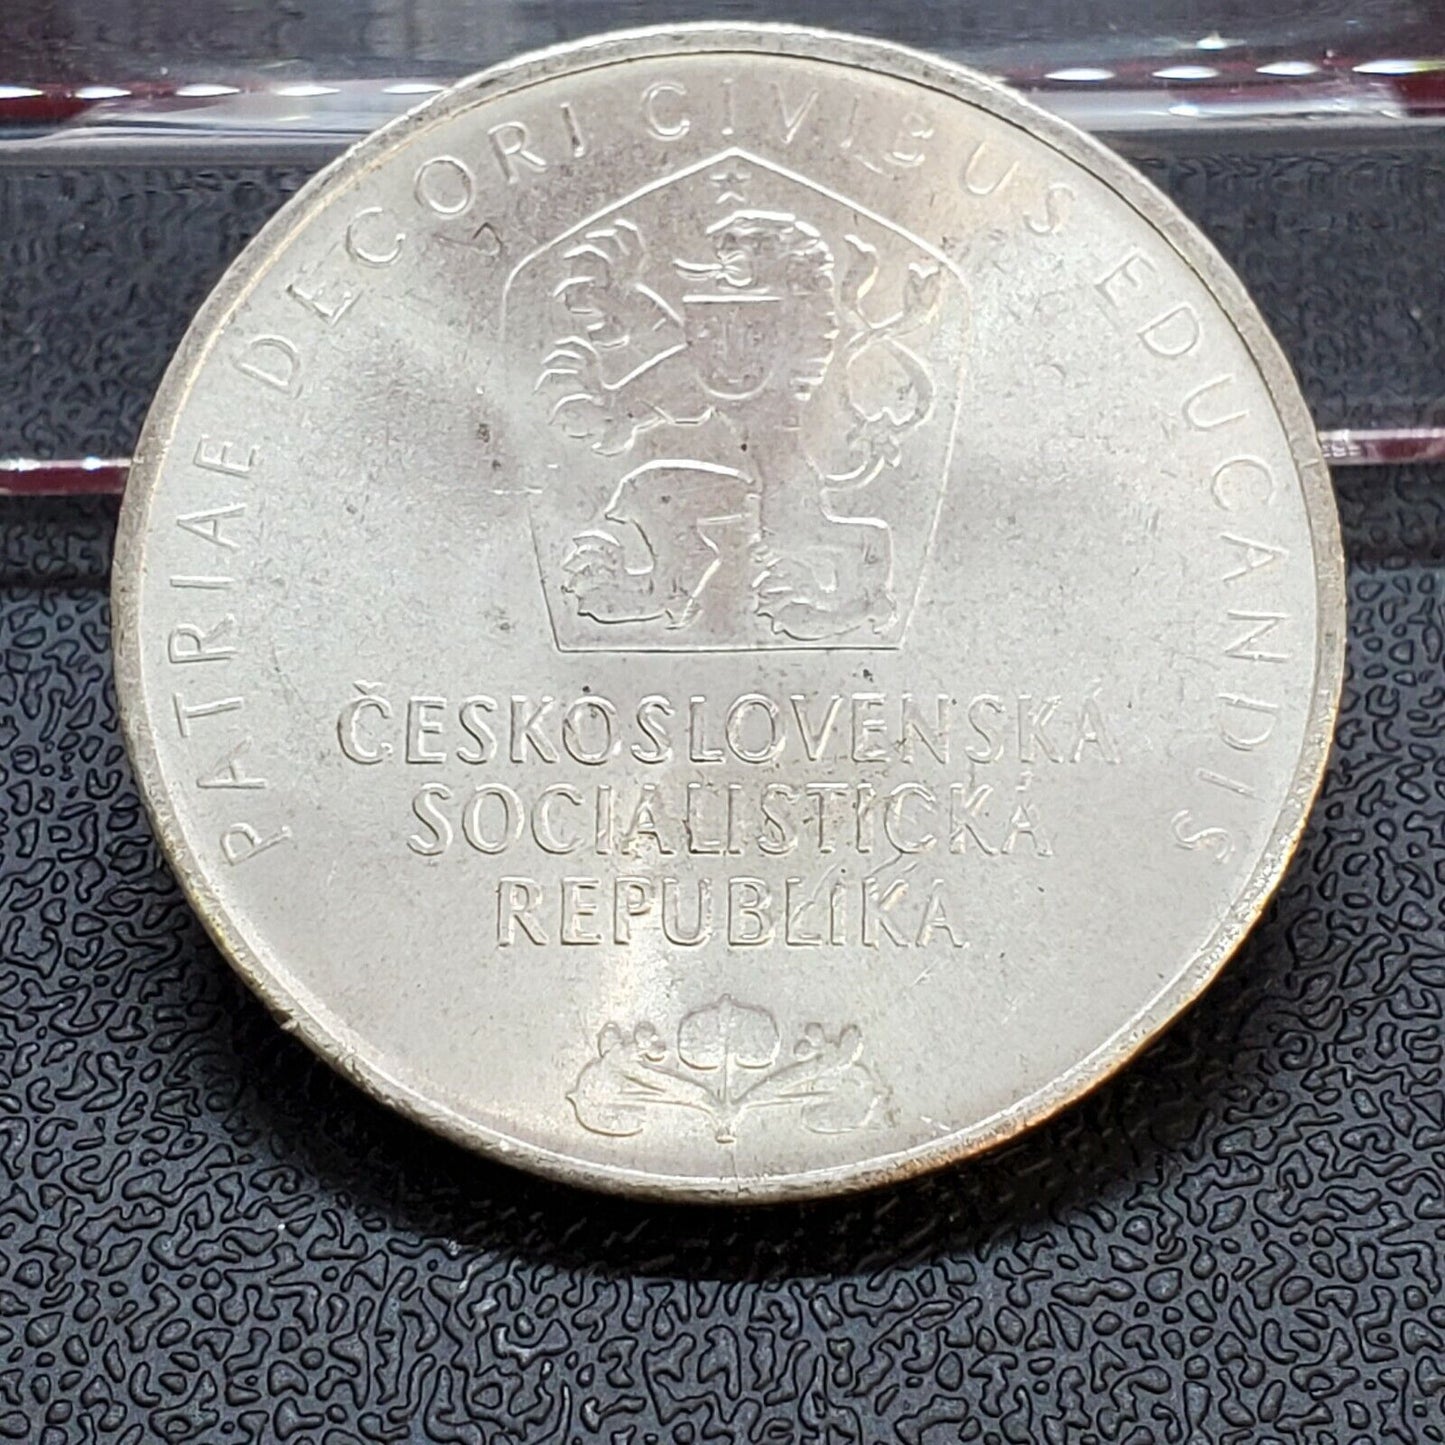 PATRIAE DECORI CIVIBUS EDUCANDIS
ČESKOSLOVENSKÁ
SOCIALISTICKÁ
REPUBLIKA